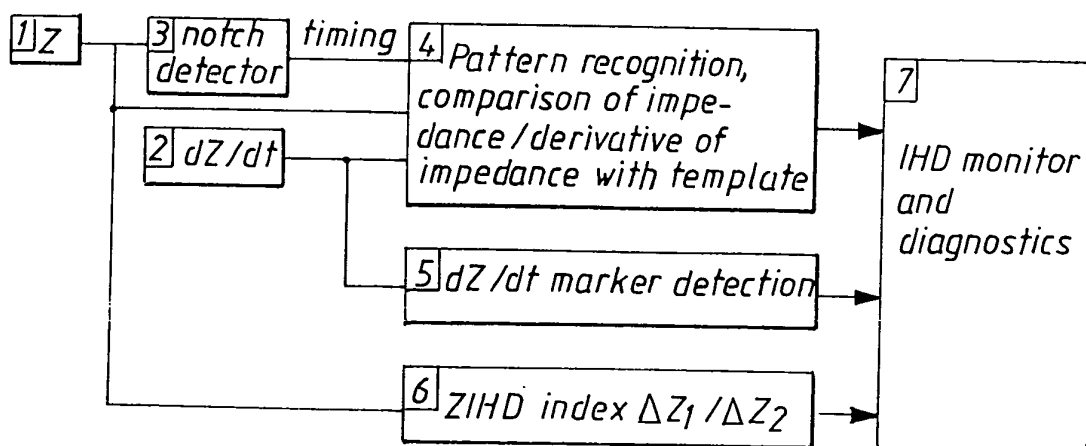 1 Z
3 notch
detector
timing
4 Pattern recognition,
comparison of impe-
dance/derivative of
impedance with template
2 dZ/dt
5 dZ/dt marker detection
6 ZIHD index ΔZ1/ΔZ2
7
IHD monitor
and
diagnostics